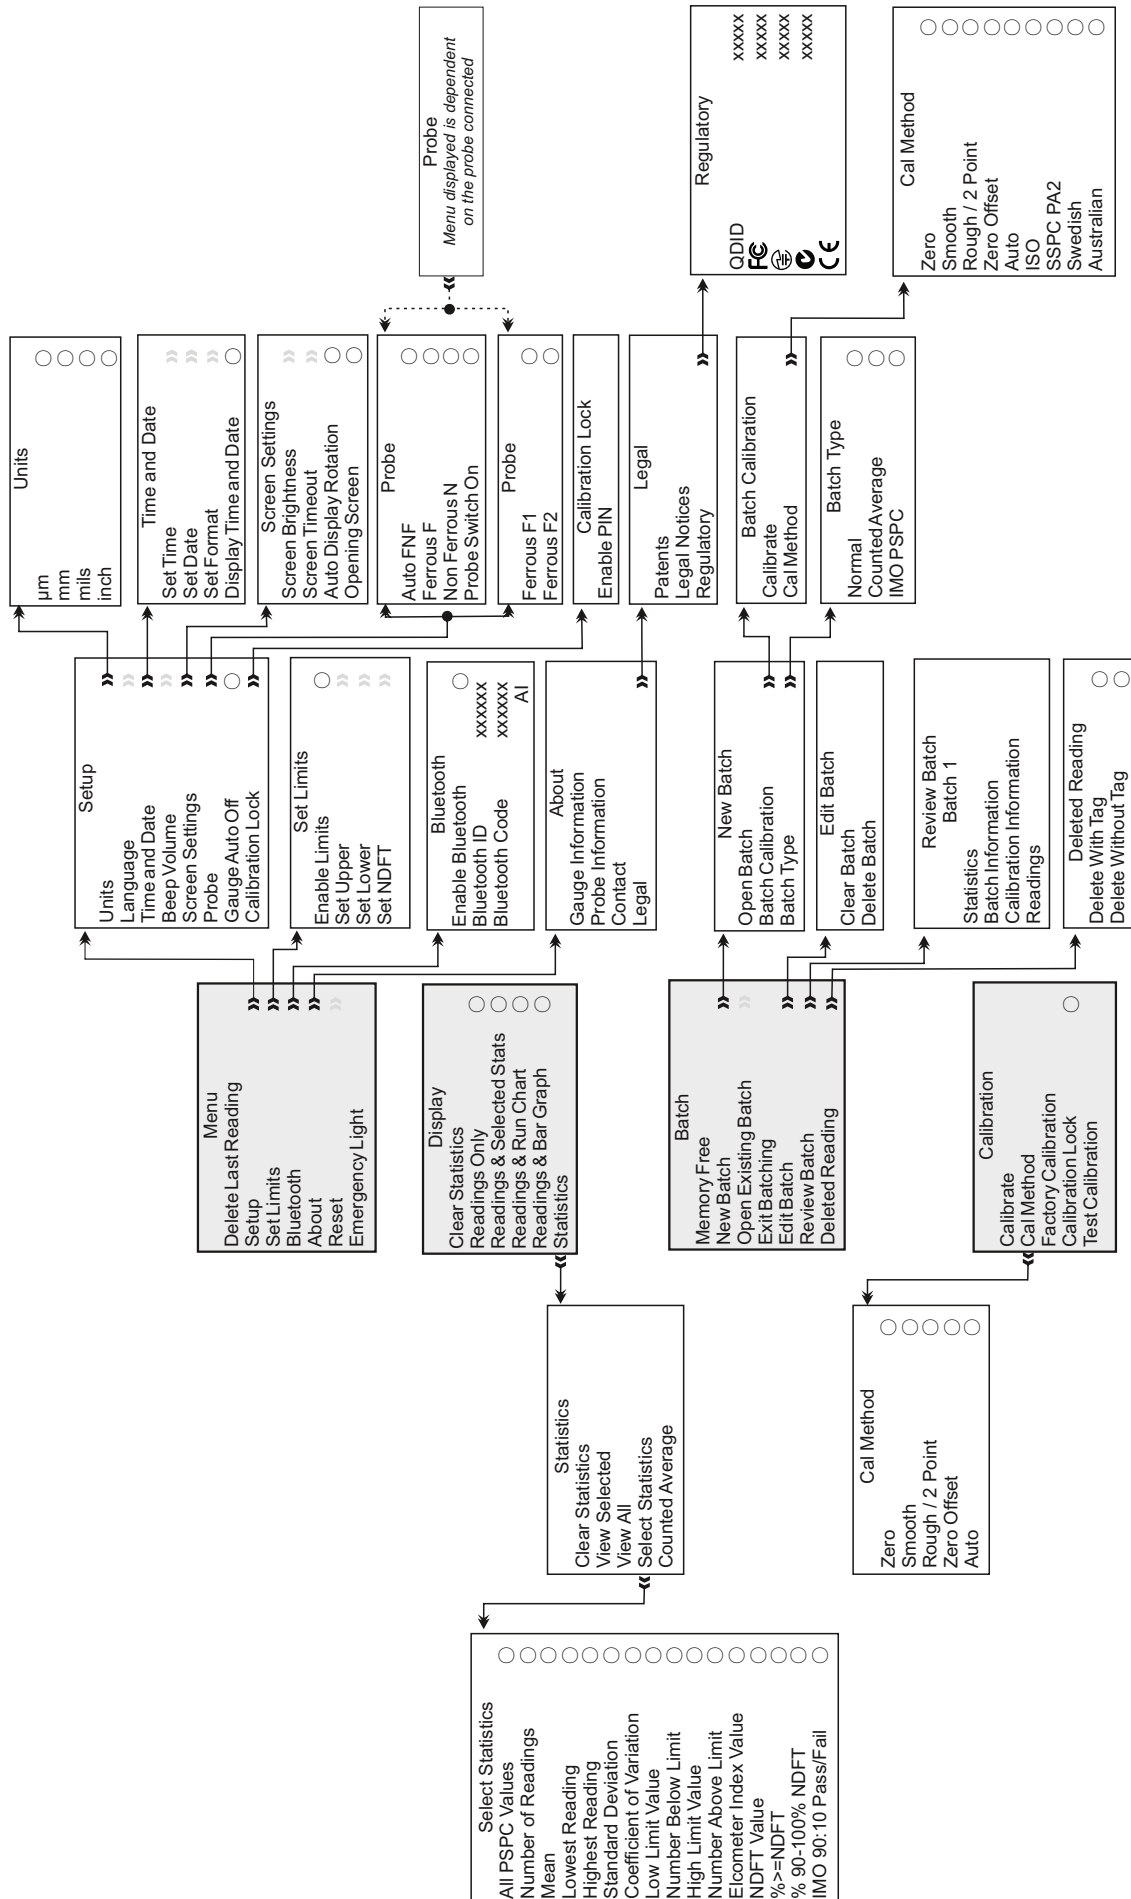 Units
µm
mm
mils
inch
Time and Date
Set Time
Set Date
Set Format
Display Time and Date
Screen Settings
Screen Brightness
Screen Timeout
Auto Display Rotation
Opening Screen
Probe
Auto FNF
Ferrous F
Non Ferrous N
Probe Switch On
Probe
Ferrous F1
Ferrous F2
Probe
Menu displayed is dependent
on the probe connected
Calibration Lock
Enable PIN
Legal
Patents
Legal Notices
Regulatory
Regulatory
QDID xxxxx
FC xxxxx
xxxxx
CE xxxxx
Batch Calibration
Calibrate
Cal Method
Batch Type
Normal
Counted Average
IMO PSPC
Cal Method
Zero
Smooth
Rough / 2 Point
Zero Offset
Auto
ISO
SSPC PA2
Swedish
Australian
Setup
Units
Language
Time and Date
Beep Volume
Screen Settings
Probe
Gauge Auto Off
Calibration Lock
Set Limits
Enable Limits
Set Upper
Set Lower
Set NDFT
Bluetooth
Enable Bluetooth
Bluetooth ID xxxxxx
Bluetooth Code xxxxxx
AI
About
Gauge Information
Probe Information
Contact
Legal
New Batch
Open Batch
Batch Calibration
Batch Type
Edit Batch
Clear Batch
Delete Batch
Review Batch
Batch 1
Statistics
Batch Information
Calibration Information
Readings
Deleted Reading
Delete With Tag
Delete Without Tag
Menu
Delete Last Reading
Setup
Set Limits
Bluetooth
About
Reset
Emergency Light
Display
Clear Statistics
Readings Only
Readings & Selected Stats
Readings & Run Chart
Readings & Bar Graph
Statistics
Batch
Memory Free
New Batch
Open Existing Batch
Exit Batching
Edit Batch
Review Batch
Deleted Reading
Calibration
Calibrate
Cal Method
Factory Calibration
Calibration Lock
Test Calibration
Statistics
Clear Statistics
View Selected
View All
Select Statistics
Counted Average
Cal Method
Zero
Smooth
Rough / 2 Point
Zero Offset
Auto
Select Statistics
All PSPC Values
Number of Readings
Mean
Lowest Reading
Highest Reading
Standard Deviation
Coefficient of Variation
Low Limit Value
Number Below Limit
High Limit Value
Number Above Limit
Elcometer Index Value
NDFT Value
%>=NDFT
% 90-100% NDFT
IMO 90:10 Pass/Fail